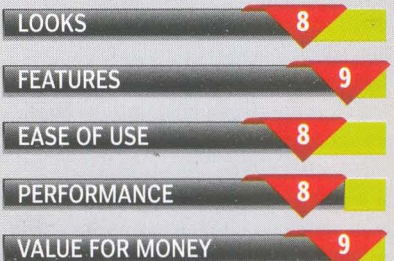 LOOKS 8
FEATURES 9
EASE OF USE 8
PERFORMANCE 8
VALUE FOR MONEY 9